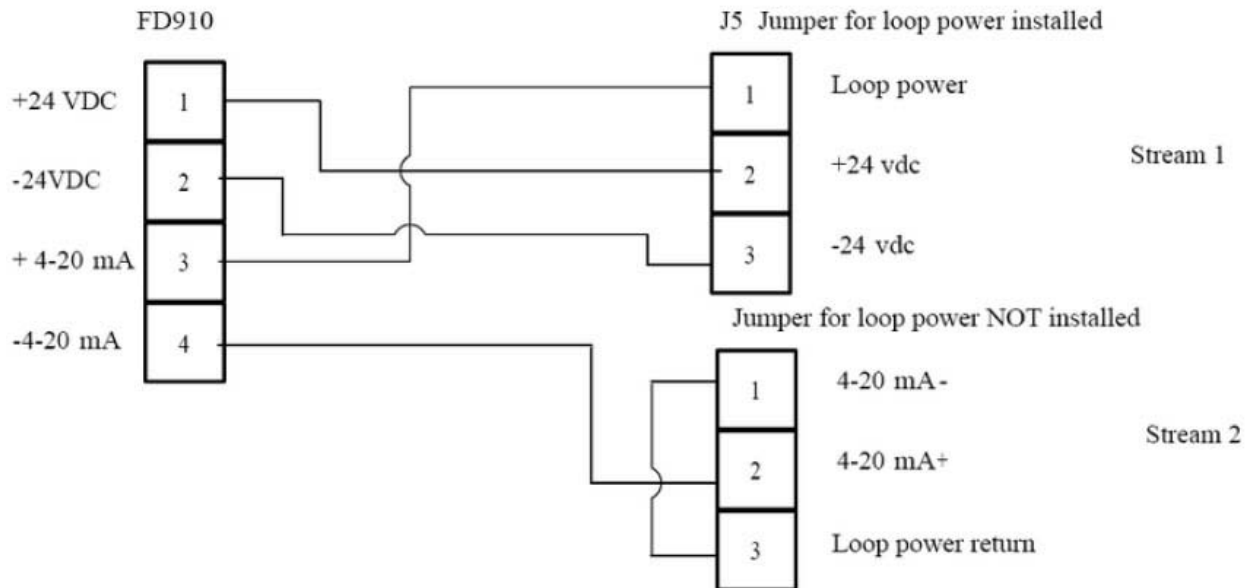 FD910
+24 VDC
1
-24VDC
2
+ 4-20 mA
3
-4-20 mA
4
J5 Jumper for loop power installed
1
Loop power
2
+24 vdc
3
-24 vdc
Stream 1
Jumper for loop power NOT installed
1
4-20 mA-
2
4-20 mA+
3
Loop power return
Stream 2